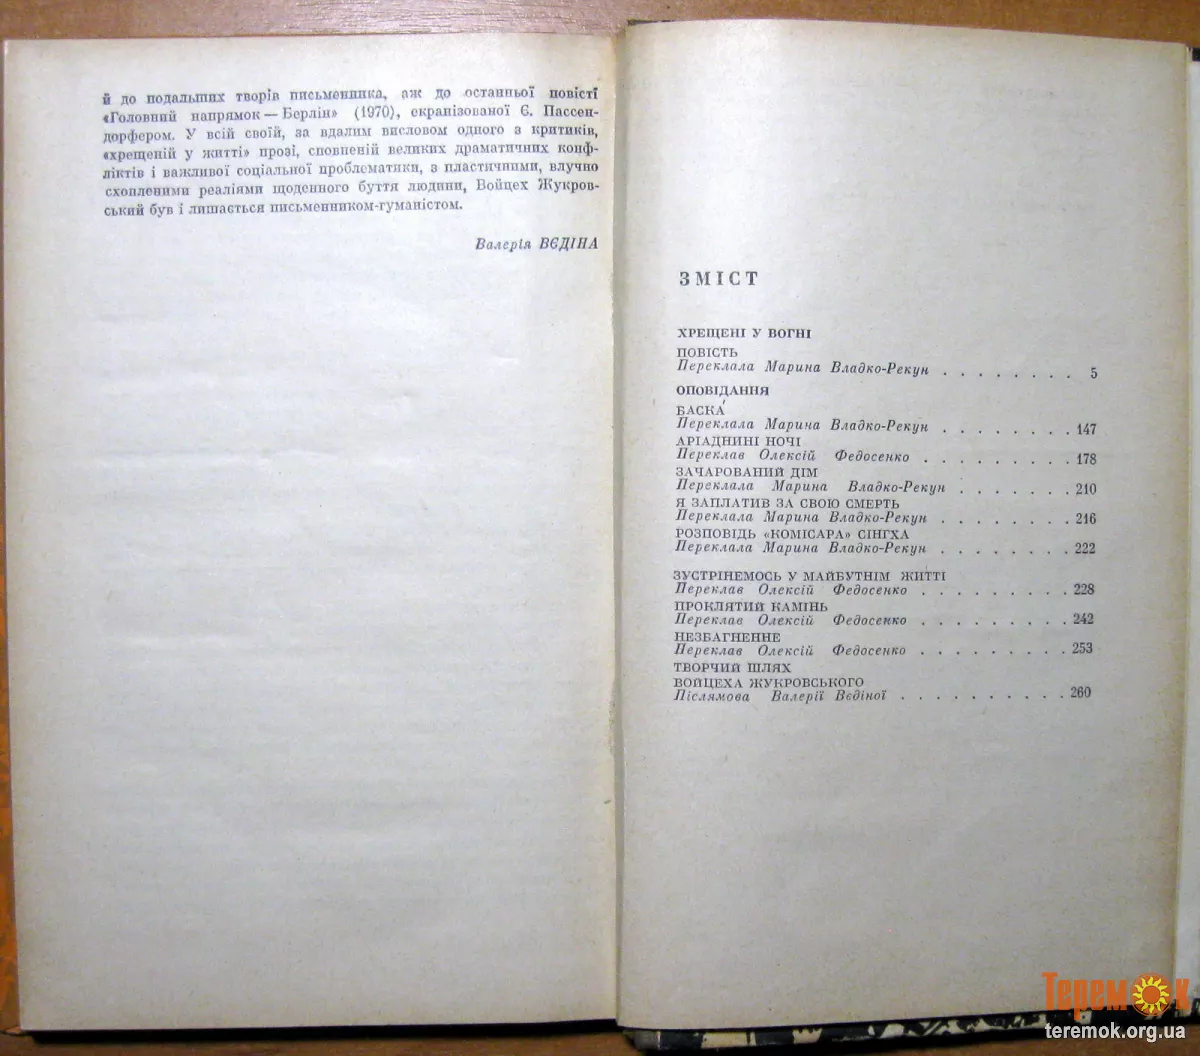 й до подальших творів письменника, аж до останньої повісті
«Головний напрямок — Берлін» (1970), екранізованої Є. Пассен-
дорфером. У всій своїй, за вдалим висловом одного з критиків,
«хрещеній у житті» прозі, сповненій великих драматичних конф-
ліктів і важливої соціальної проблематики, з пластичними, влучно
схопленими реаліями щоденного буття людини, Войцех Жукров-
ський був і лишається письменником-гуманістом.
Валерія ВЄДІНА
ЗМІСТ
ХРЕЩЕНІ У ВОГНІ
ПОВІСТЬ
Переклала Марина Владко-Рекун . . . . . . . . 5
ОПОВІДАННЯ
БАСКА
Переклала Марина Владко-Рекун . . . . . . . . 147
АРІАДНИНІ НОЧІ
Переклав Олексій Федосенко . . . . . . . . . 178
ЗАЧАРОВАНИЙ ДІМ
Переклала Марина Владко-Рекун . . . . . . . 210
Я ЗАПЛАТИВ ЗА СВОЮ СМЕРТЬ
Переклала Марина Владко-Рекун . . . . . . . . 216
РОЗПОВІДЬ «КОМІСАРА» СІНГХА
Переклала Марина Владко-Рекун . . . . . . . . 222
ЗУСТРІНЕМОСЬ У МАЙБУТНІМ ЖИТТІ
Переклав Олексій Федосенко . . . . . . . . . 228
ПРОКЛЯТИЙ КАМІНЬ
Переклав Олексій Федосенко . . . . . . . . . 242
НЕЗБАГНЕННЕ
Переклав Олексій Федосенко . . . . . . . . . 253
ТВОРЧИЙ ШЛЯХ
ВОЙЦЕХА ЖУКРОВСЬКОГО
Післямова Валерії Вєдіної . . . . . . . . . . 260
Теремок
teremok.org.ua